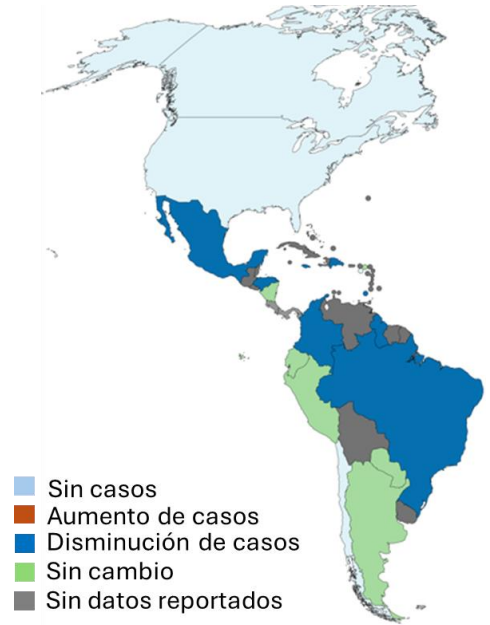 Sin casos
Aumento de casos
Disminución de casos
Sin cambio
Sin datos reportados